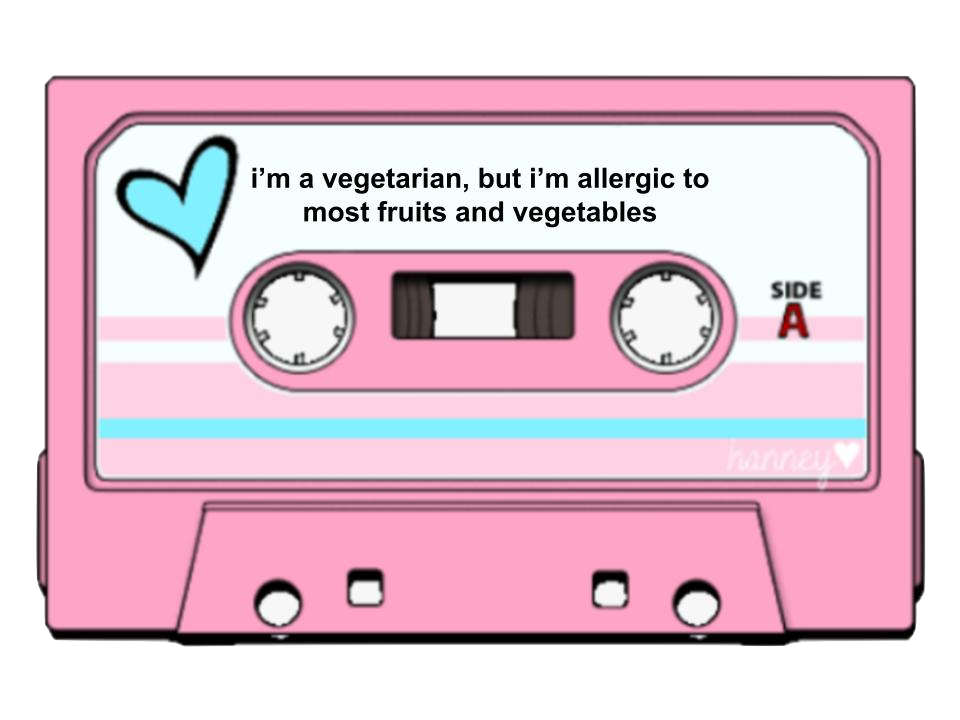 i’m a vegetarian, but i’m allergic to
most fruits and vegetables
SIDE
A
hanney♥